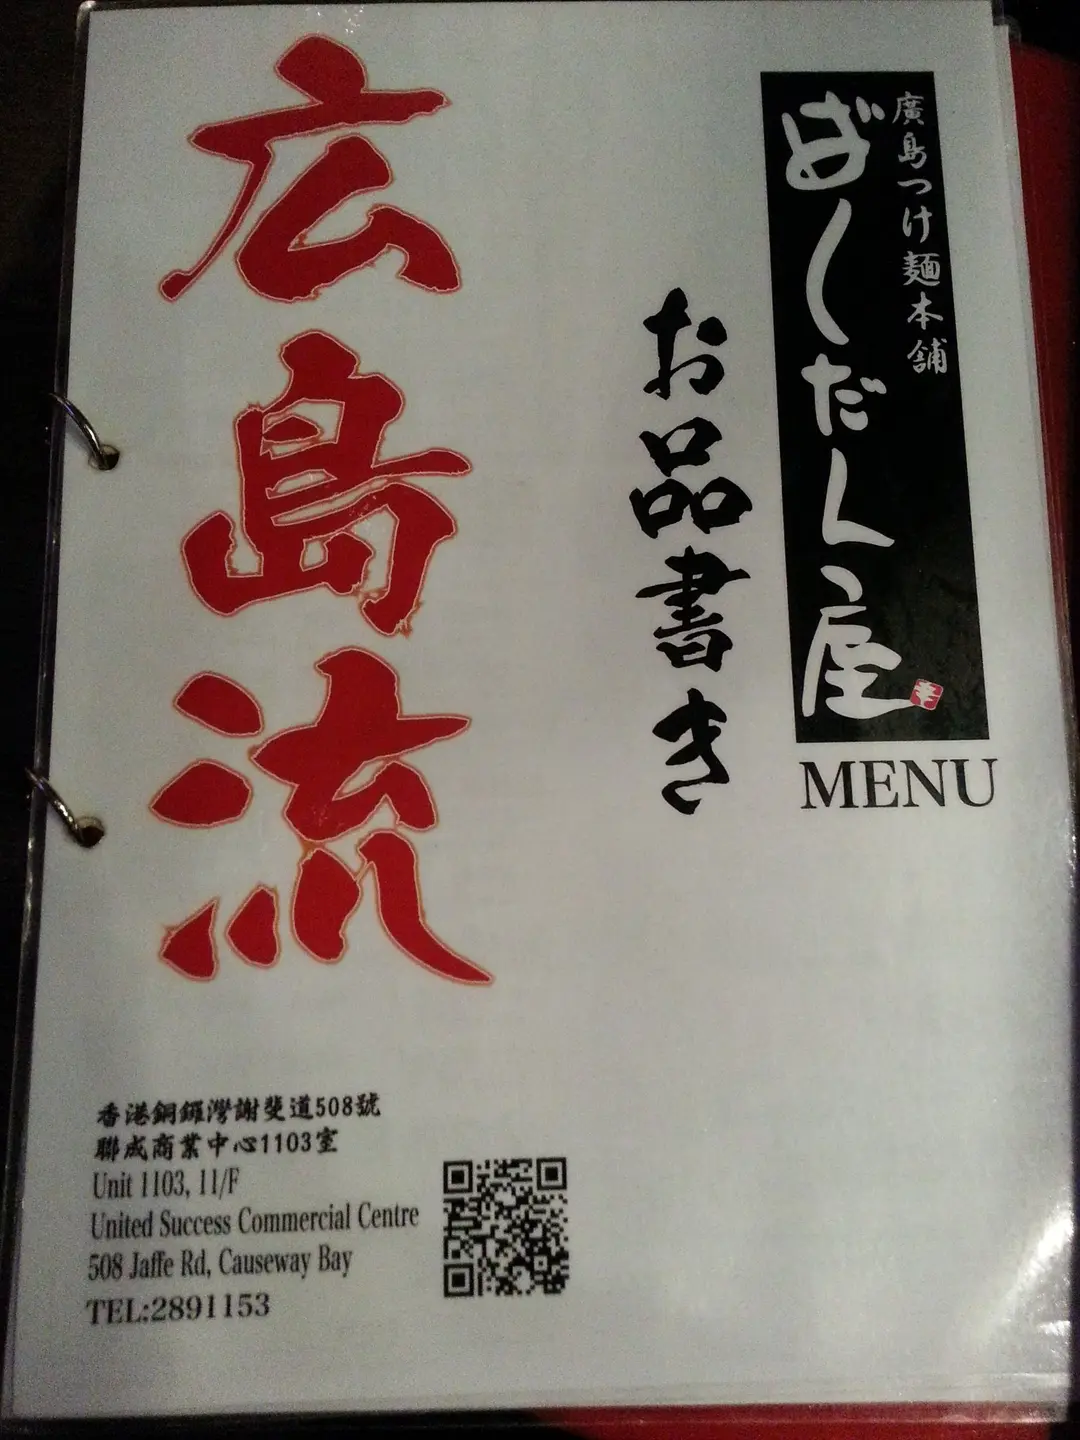 廣島つけ麺本舗
ばくだん屋
MENU
お品書き
広島流
香港銅鑼灣謝斐道508號
聯成商業中心1103室
Unit 1103, 11/F
United Success Commercial Centre
508 Jaffe Rd, Causeway Bay
TEL:2891153